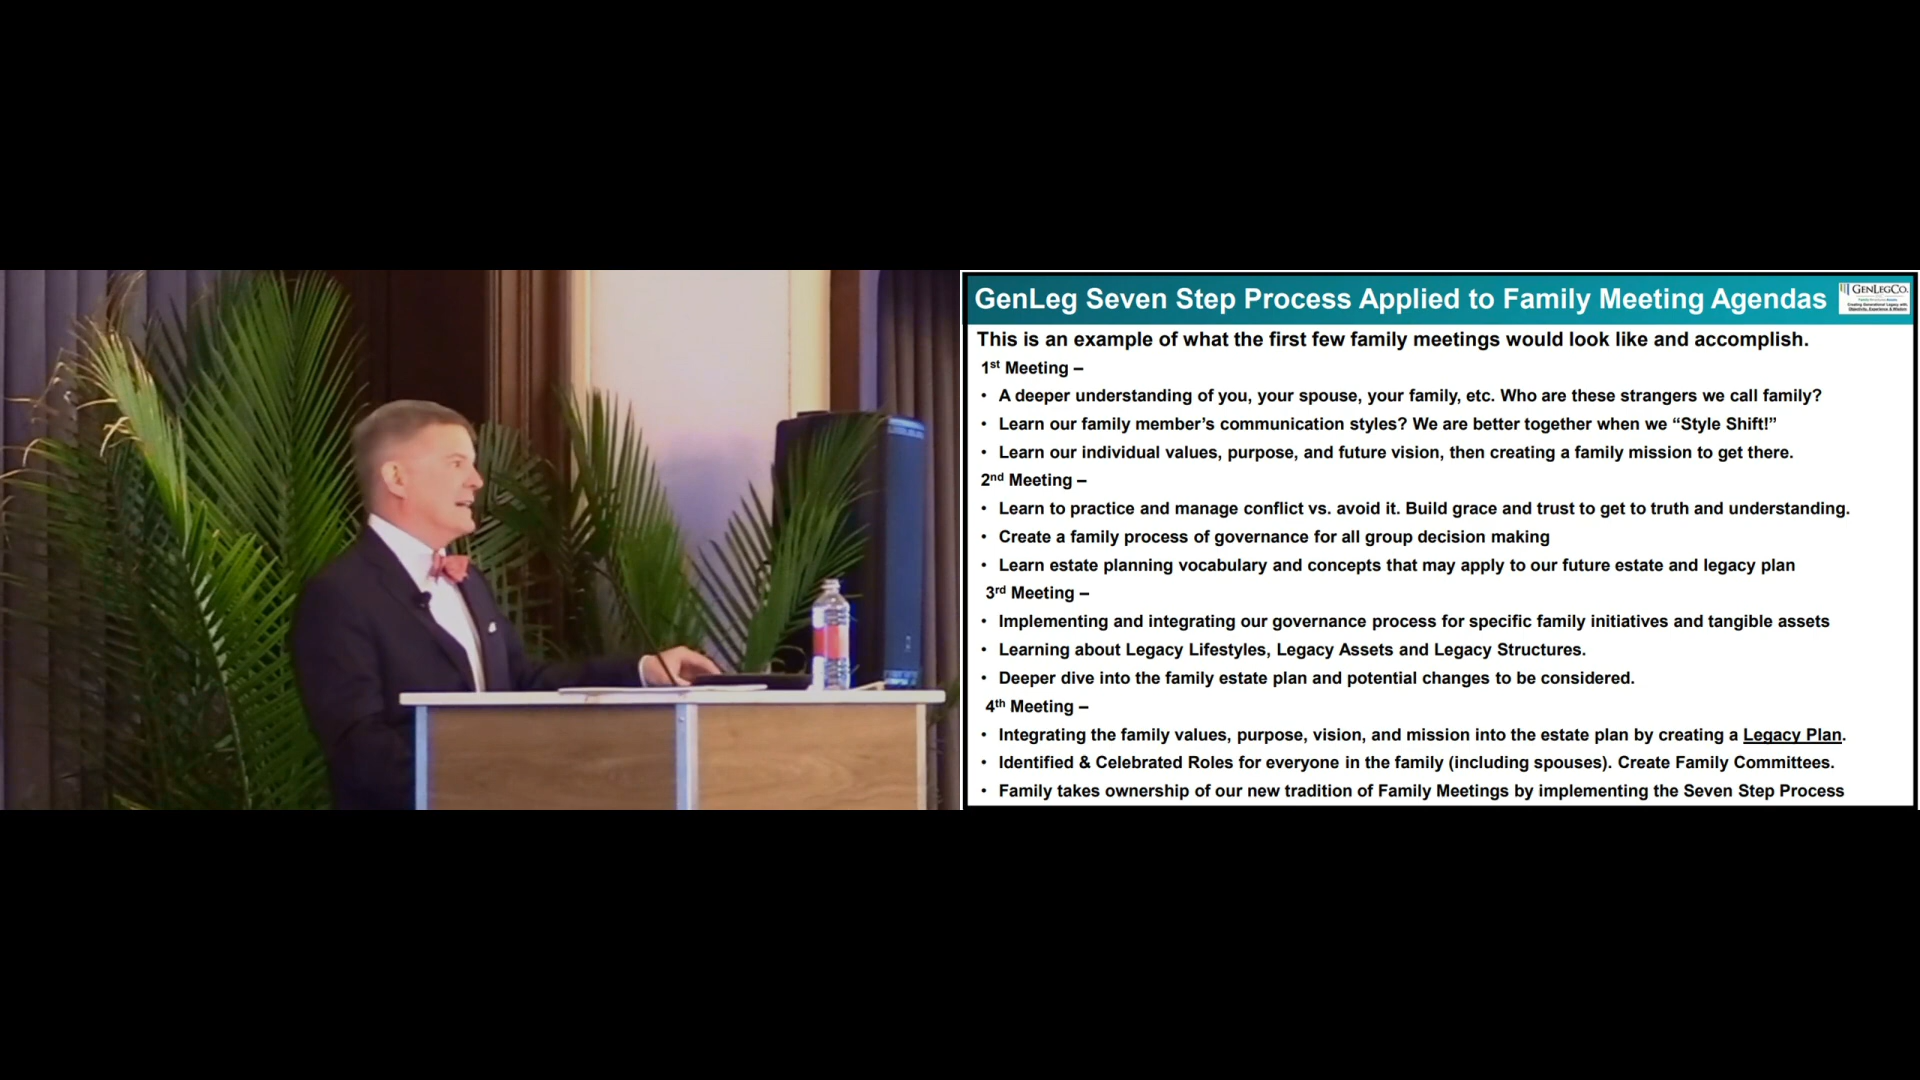 GenLeg Seven Step Process Applied to Family Meeting Agendas
GENLEGCO.
This is an example of what the first few family meetings would look like and accomplish.
1st Meeting –
• A deeper understanding of you, your spouse, your family, etc. Who are these strangers we call family?
• Learn our family member’s communication styles? We are better together when we “Style Shift!”
• Learn our individual values, purpose, and future vision, then creating a family mission to get there.
2nd Meeting –
• Learn to practice and manage conflict vs. avoid it. Build grace and trust to get to truth and understanding.
• Create a family process of governance for all group decision making
• Learn estate planning vocabulary and concepts that may apply to our future estate and legacy plan
3rd Meeting –
• Implementing and integrating our governance process for specific family initiatives and tangible assets
• Learning about Legacy Lifestyles, Legacy Assets and Legacy Structures.
• Deeper dive into the family estate plan and potential changes to be considered.
4th Meeting –
• Integrating the family values, purpose, vision, and mission into the estate plan by creating a Legacy Plan.
• Identified & Celebrated Roles for everyone in the family (including spouses). Create Family Committees.
• Family takes ownership of our new tradition of Family Meetings by implementing the Seven Step Process